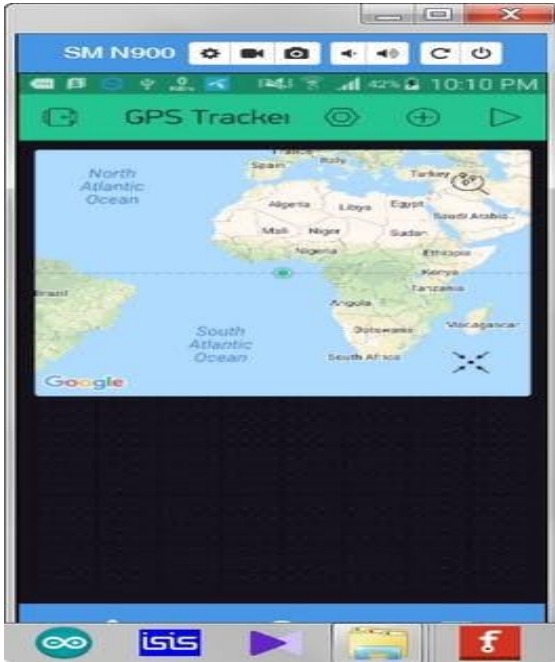 SM N900
42% 10:10 PM
GPS Tracker
France
Spain Italy Turkey
North
Atlantic
Ocean
Algeria Libya Egypt
Saudi Arabia
Mali Niger Sudan
Nigeria Ethiopia
Kenya
Tanzania
Brazil
Angola
South
Atlantic
Ocean
Botswana Madagascar
South Africa
Google
isis